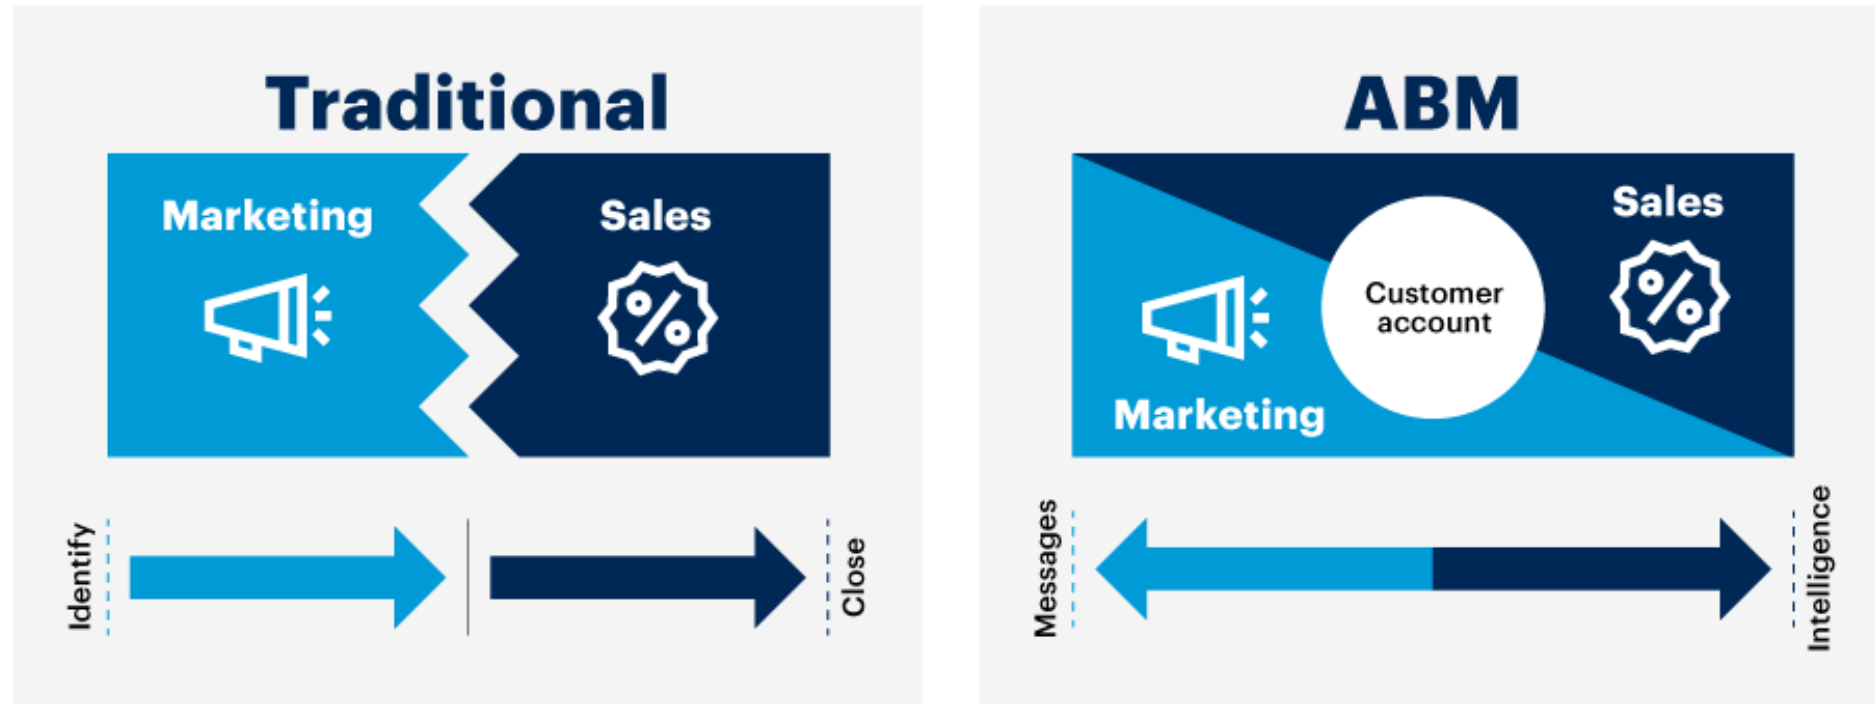 Traditional
Marketing
Sales
Identify
Close
ABM
Sales
Customer
account
Marketing
Messages
Intelligence